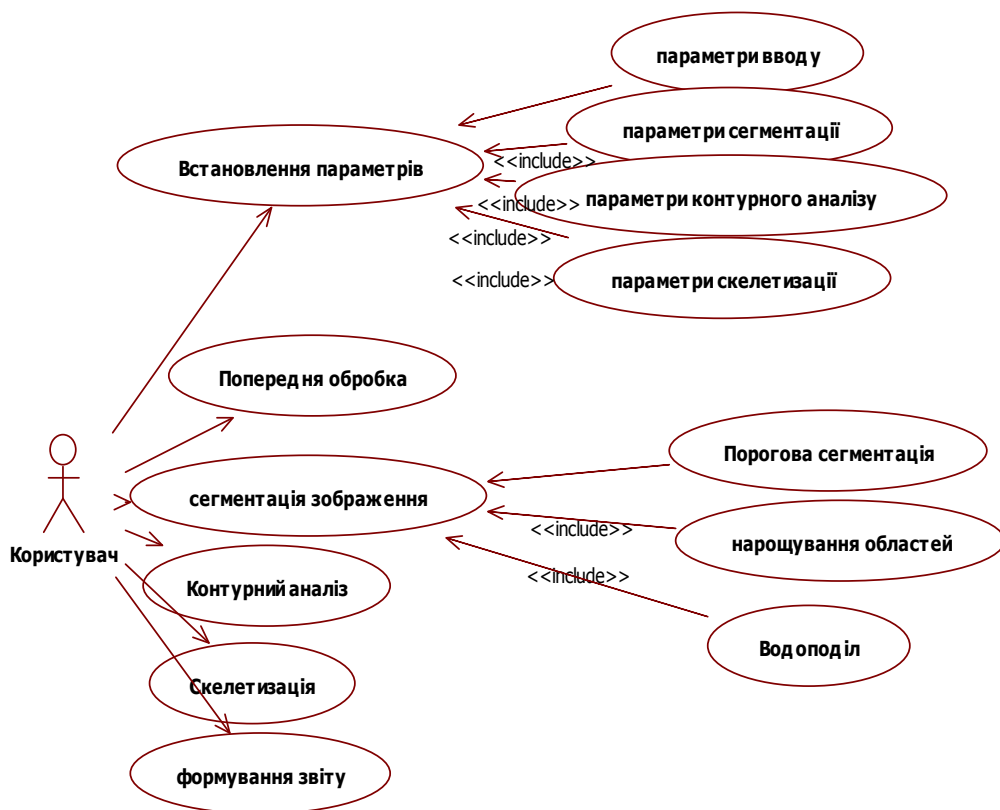 параметри вводу
параметри сегментації
Встановлення параметрів
<<include>>
параметри контурного аналізу
<<include>>
<<include>>
<<include>>
параметри скелетизації
Попередня обробка
Порогова сегментація
сегментація зображення
<<include>>
нарощування областей
Користувач
<<include>>
Контурний аналіз
Водоподіл
Скелетизація
формування звіту